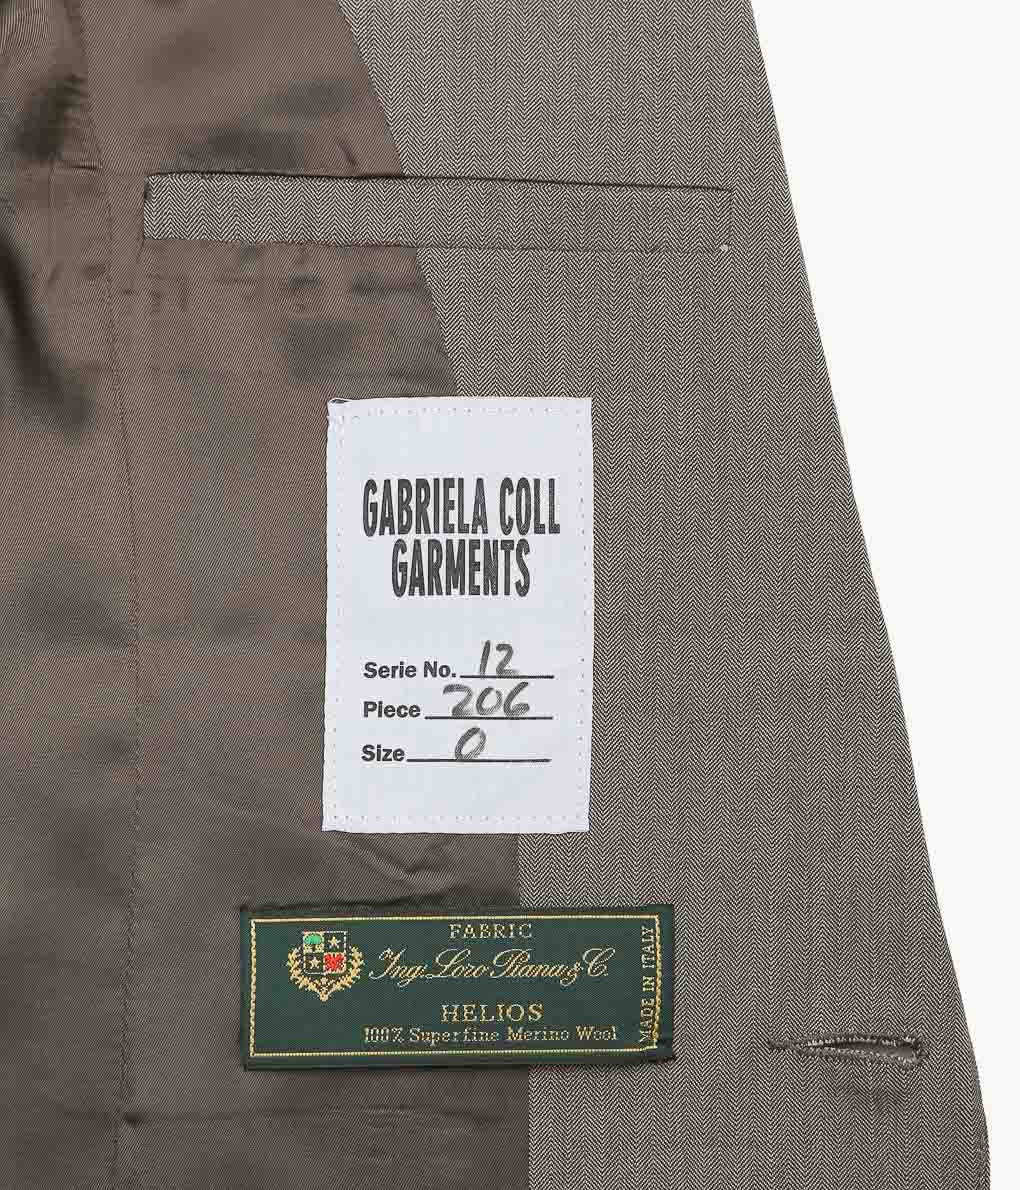 GABRIELA COLL
GARMENTS
Serie No. 12
Piece 206
Size 0
FABRIC
Ing. Loro Piana & C.
HELIOS
100% Superfine Merino Wool
MADE IN ITALY